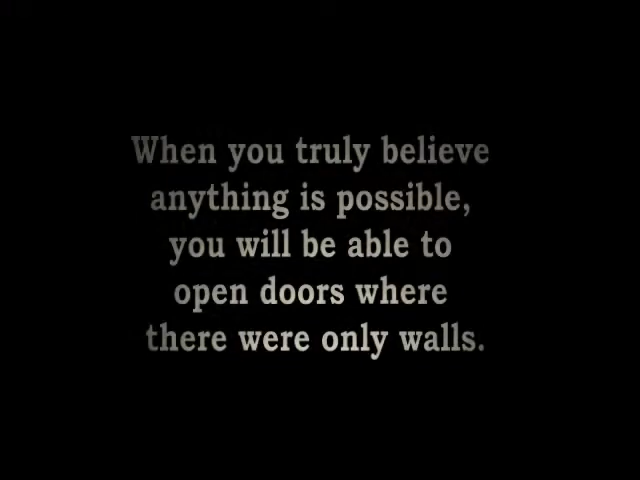 When you truly believe
anything is possible,
you will be able to
open doors where
there were only walls.